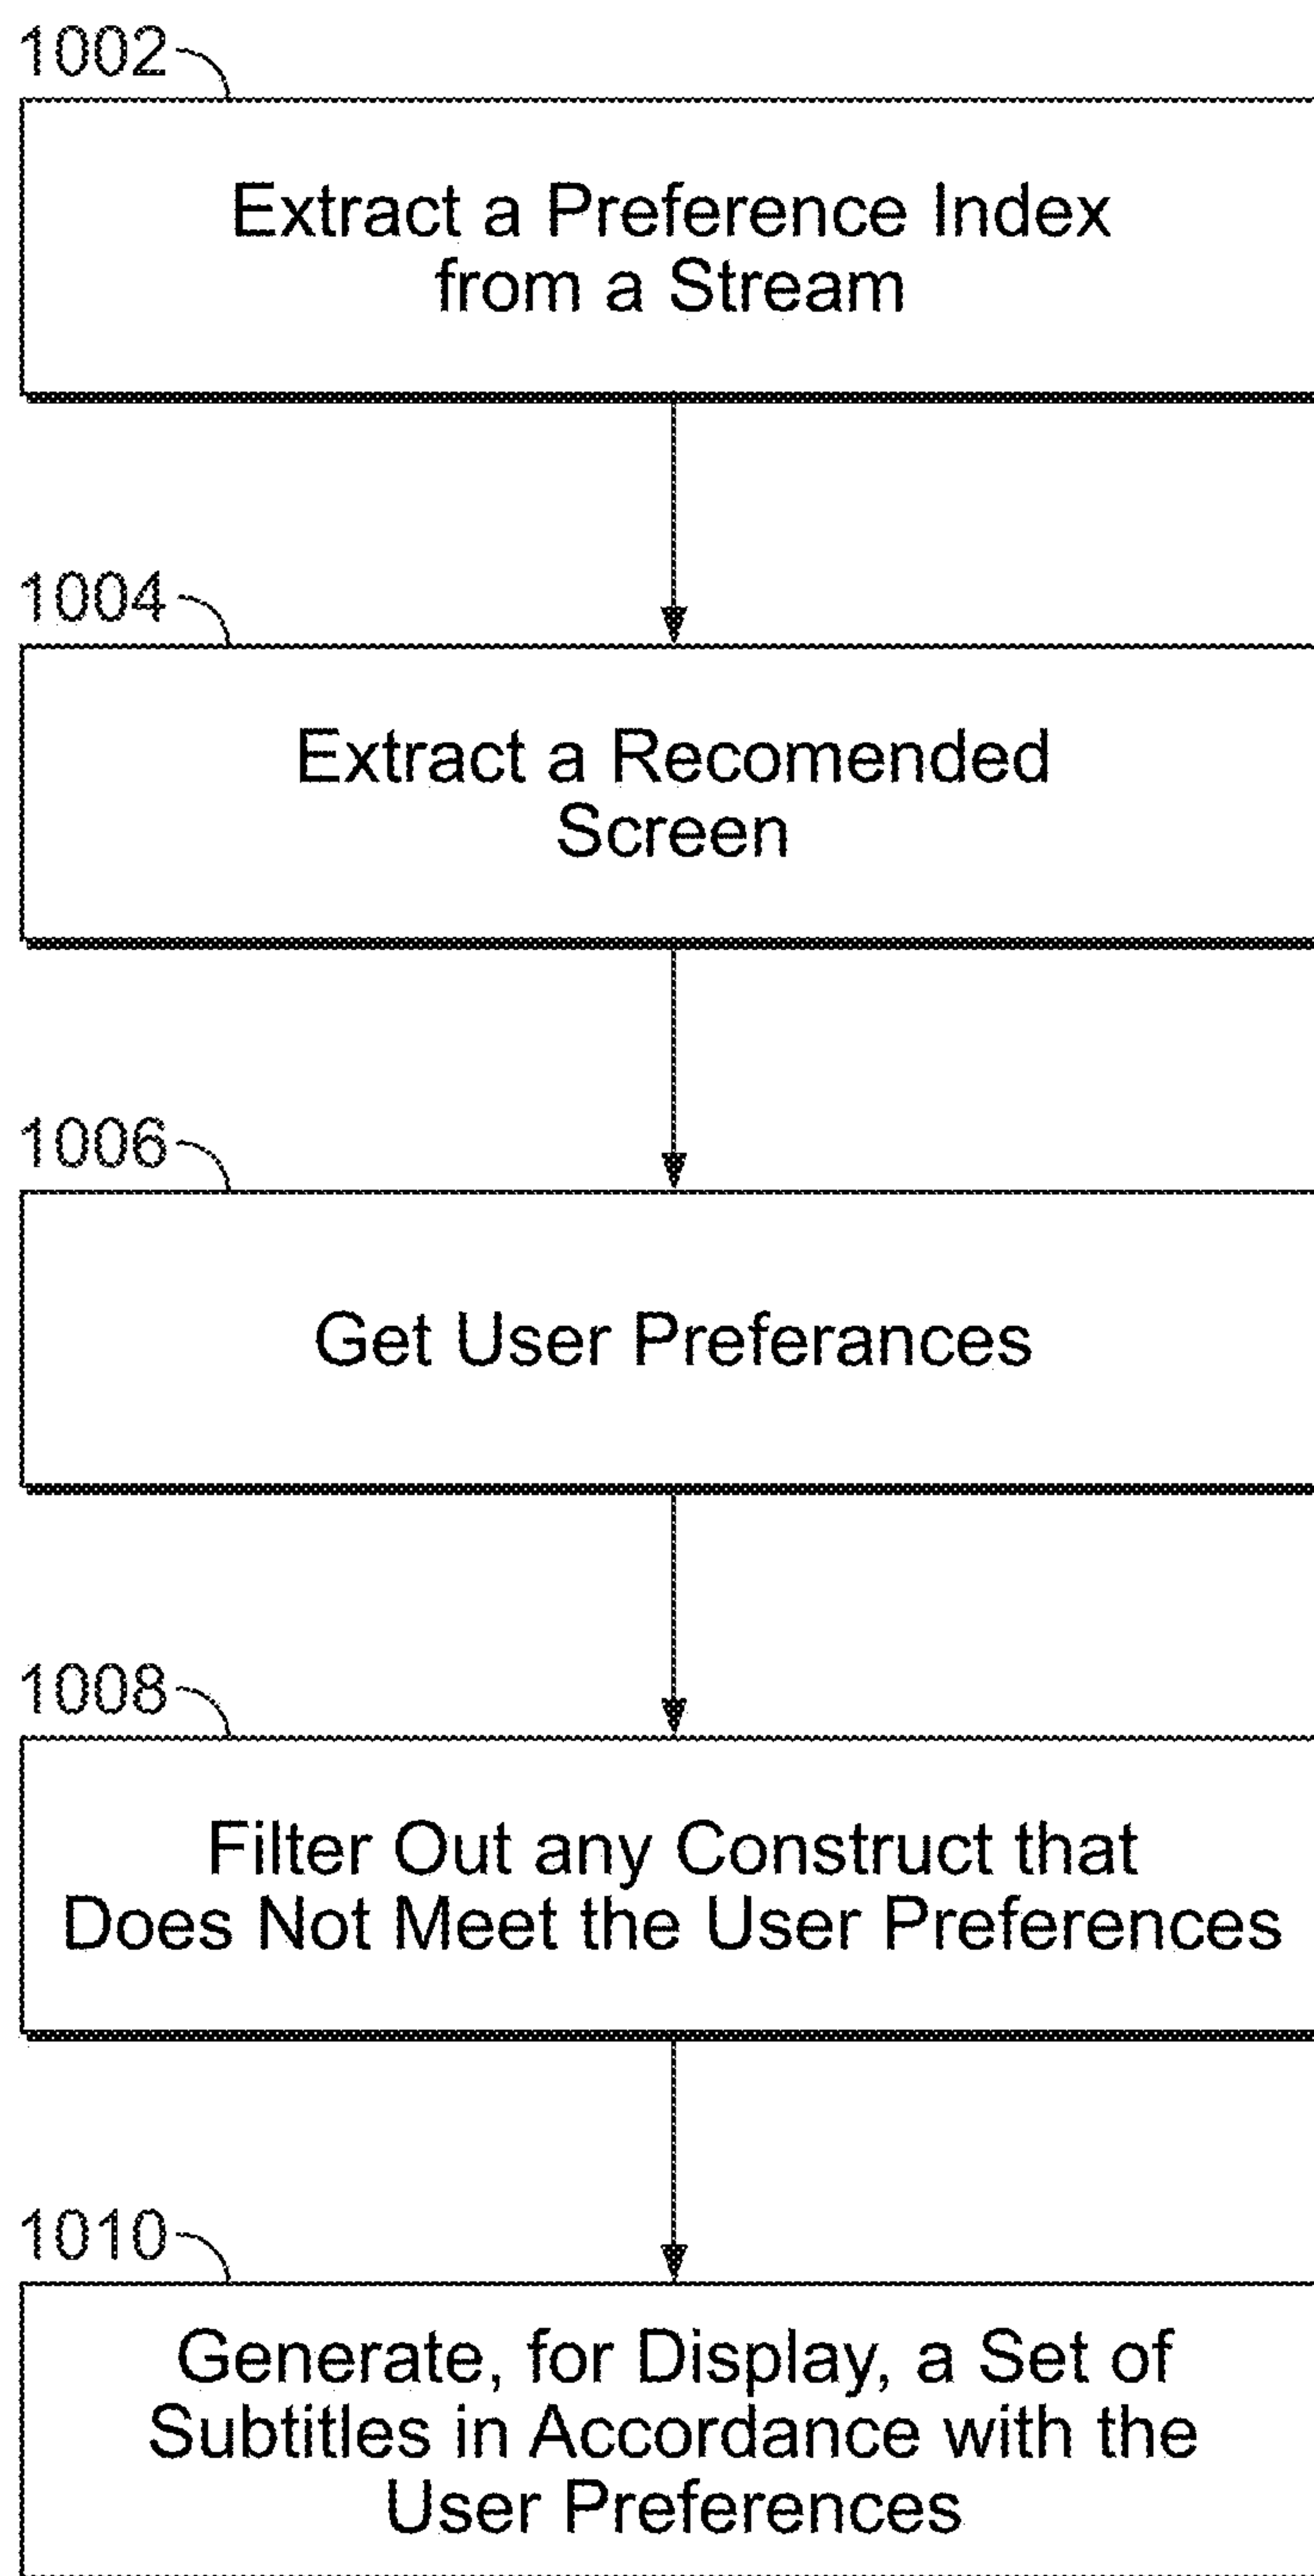 1002
Extract a Preference Index
from a Stream
1004
Extract a Recomended
Screen
1006
Get User Preferances
1008
Filter Out any Construct that
Does Not Meet the User Preferences
1010
Generate, for Display, a Set of
Subtitles in Accordance with the
User Preferences